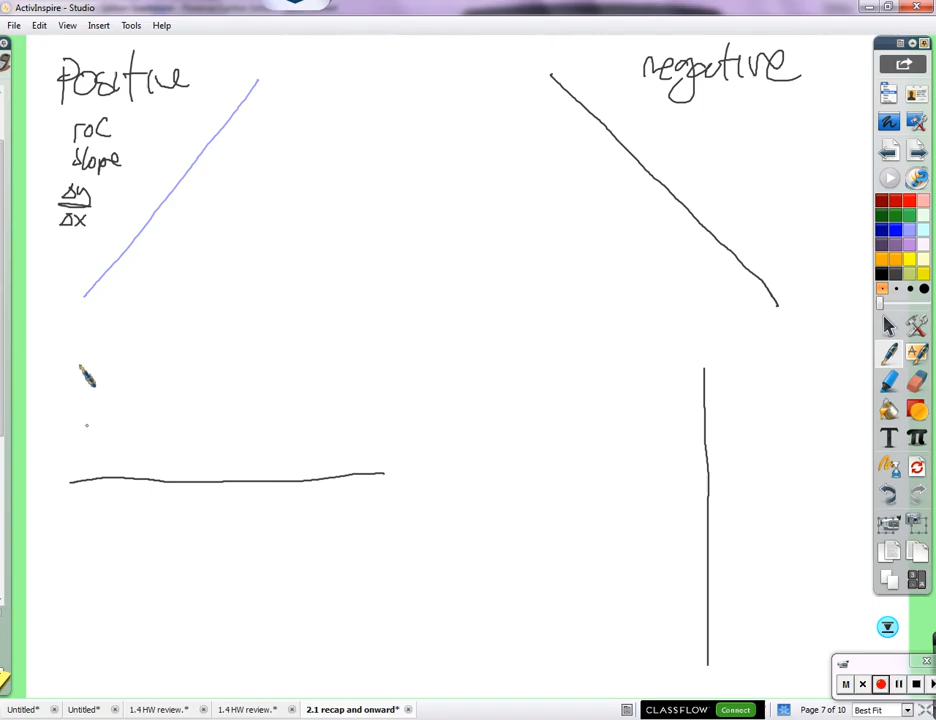 ActivInspire - Studio
File Edit View Insert Tools Help
Positive
negative
roC
slope
Δy
Δx
T π
M
Untitled* Untitled* 1.4 HW review.* 1.4 HW review.* 2.1 recap and onward* CLASSFLOW Connect Page 7 of 10 Best Fit